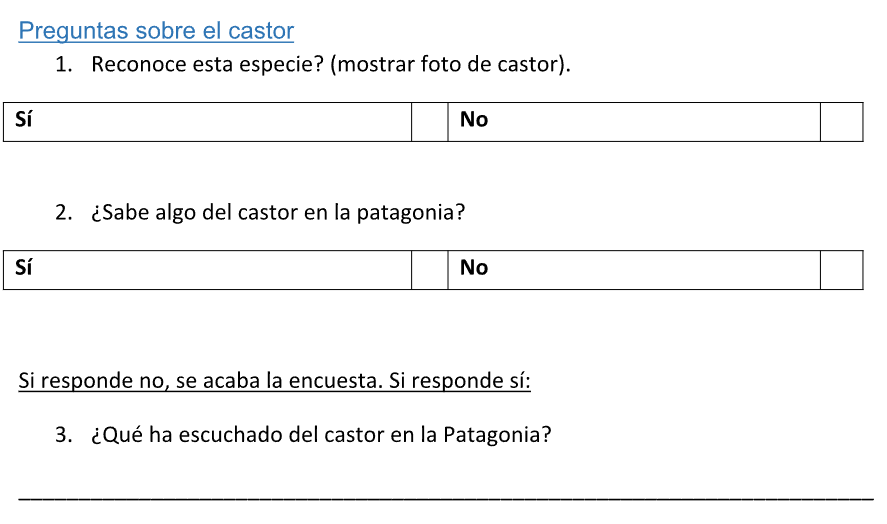 Preguntas sobre el castor
1. Reconoce esta especie? (mostrar foto de castor).
Sí No
2. ¿Sabe algo del castor en la patagonia?
Sí No
Si responde no, se acaba la encuesta. Si responde sí:
3. ¿Qué ha escuchado del castor en la Patagonia?